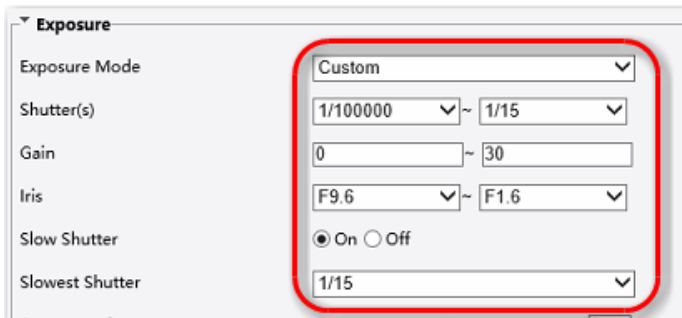 Exposure
Exposure Mode Custom
Shutter(s) 1/100000 ~ 1/15
Gain 0 ~ 30
Iris F9.6 ~ F1.6
Slow Shutter On Off
Slowest Shutter 1/15